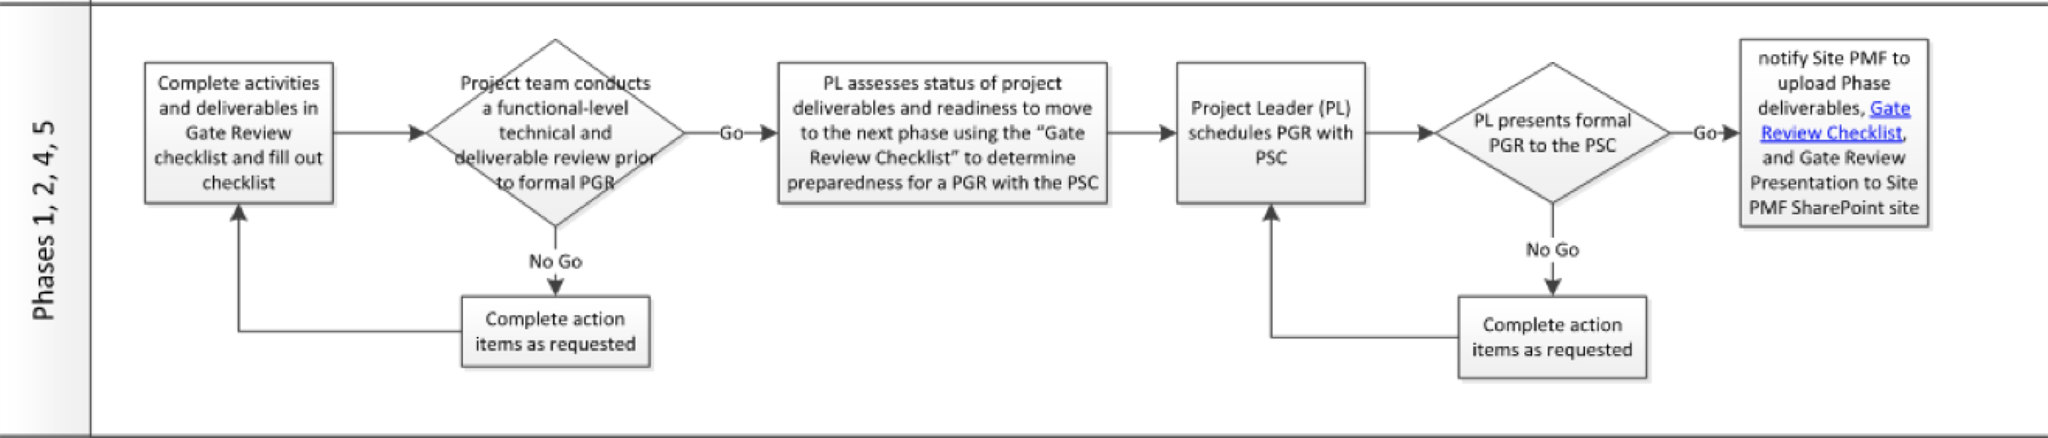 Phases 1, 2, 4, 5
Complete activities
and deliverables in
Gate Review
checklist and fill out
checklist
Project team conducts
a functional-level
technical and
deliverable review prior
to formal PGR
No Go
Complete action
items as requested
Go
PL assesses status of project
deliverables and readiness to move
to the next phase using the “Gate
Review Checklist” to determine
preparedness for a PGR with the PSC
Project Leader (PL)
schedules PGR with
PSC
PL presents formal
PGR to the PSC
No Go
Complete action
items as requested
Go
notify Site PMF to
upload Phase
deliverables, Gate
Review Checklist,
and Gate Review
Presentation to Site
PMF SharePoint site